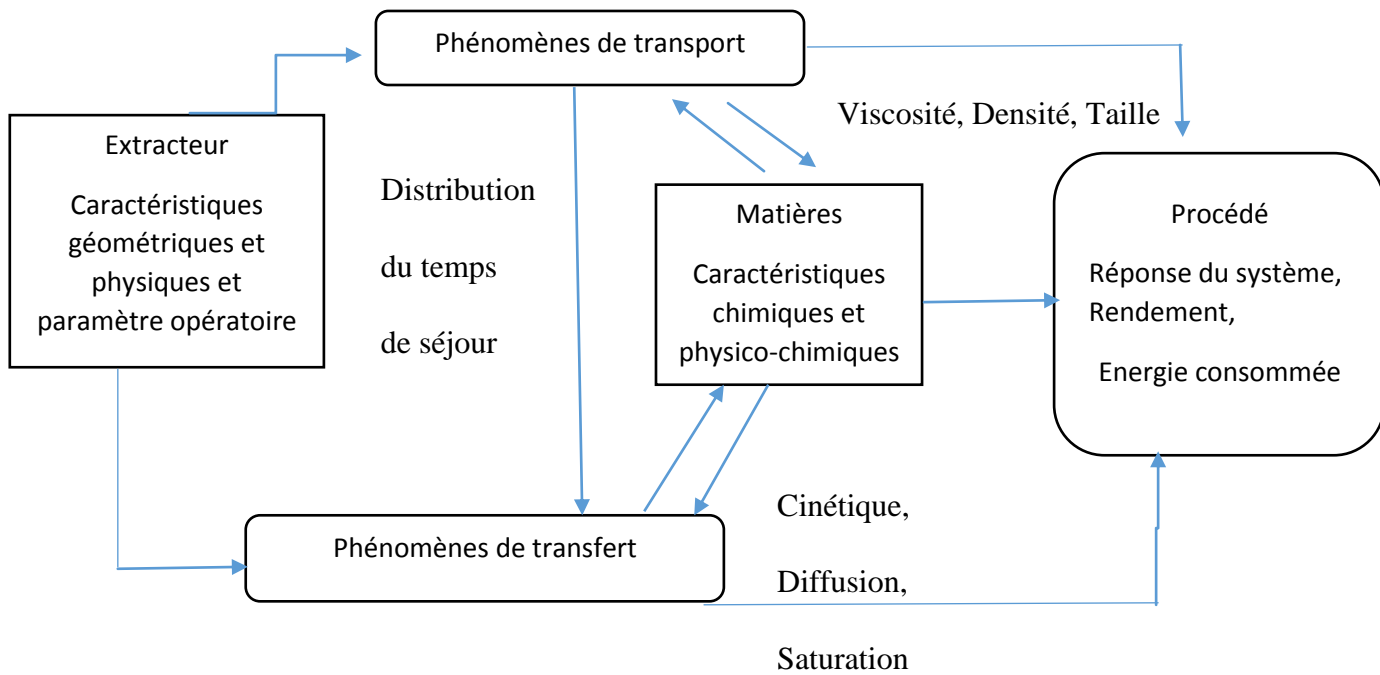 Phénomènes de transport
Viscosité, Densité, Taille
Extracteur
Caractéristiques
géométriques et
physiques et
paramètre opératoire
Distribution
du temps
de séjour
Matières
Caractéristiques
chimiques et
physico-chimiques
Procédé
Réponse du système,
Rendement,
Energie consommée
Phénomènes de transfert
Cinétique,
Diffusion,
Saturation